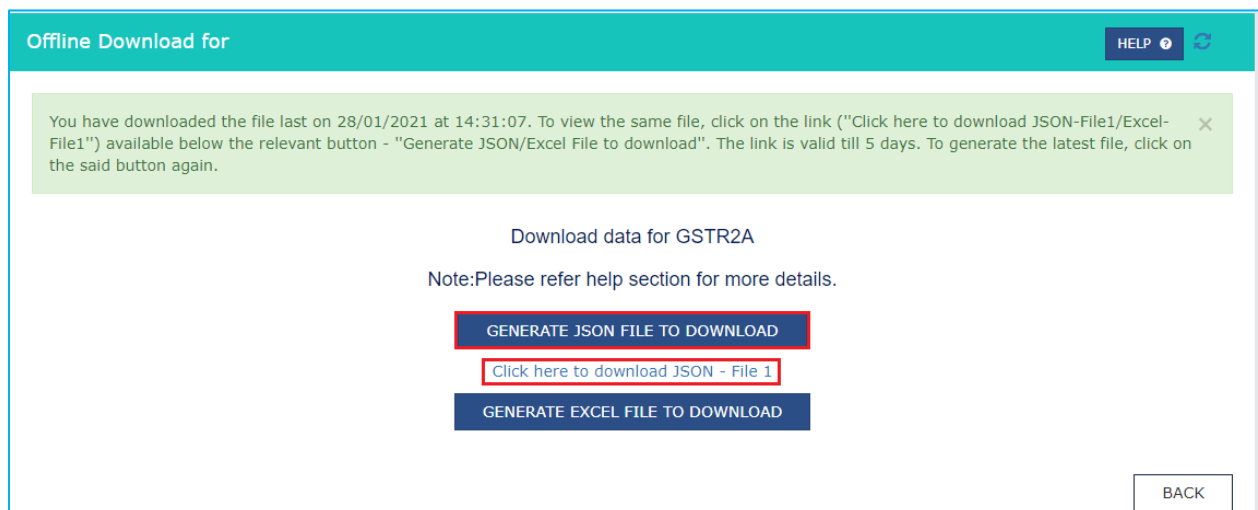 Offline Download for
HELP ?
You have downloaded the file last on 28/01/2021 at 14:31:07. To view the same file, click on the link ("Click here to download JSON-File1/Excel-
File1") available below the relevant button - "Generate JSON/Excel File to download". The link is valid till 5 days. To generate the latest file, click on
the said button again.
Download data for GSTR2A
Note:Please refer help section for more details.
GENERATE JSON FILE TO DOWNLOAD
Click here to download JSON - File 1
GENERATE EXCEL FILE TO DOWNLOAD
BACK